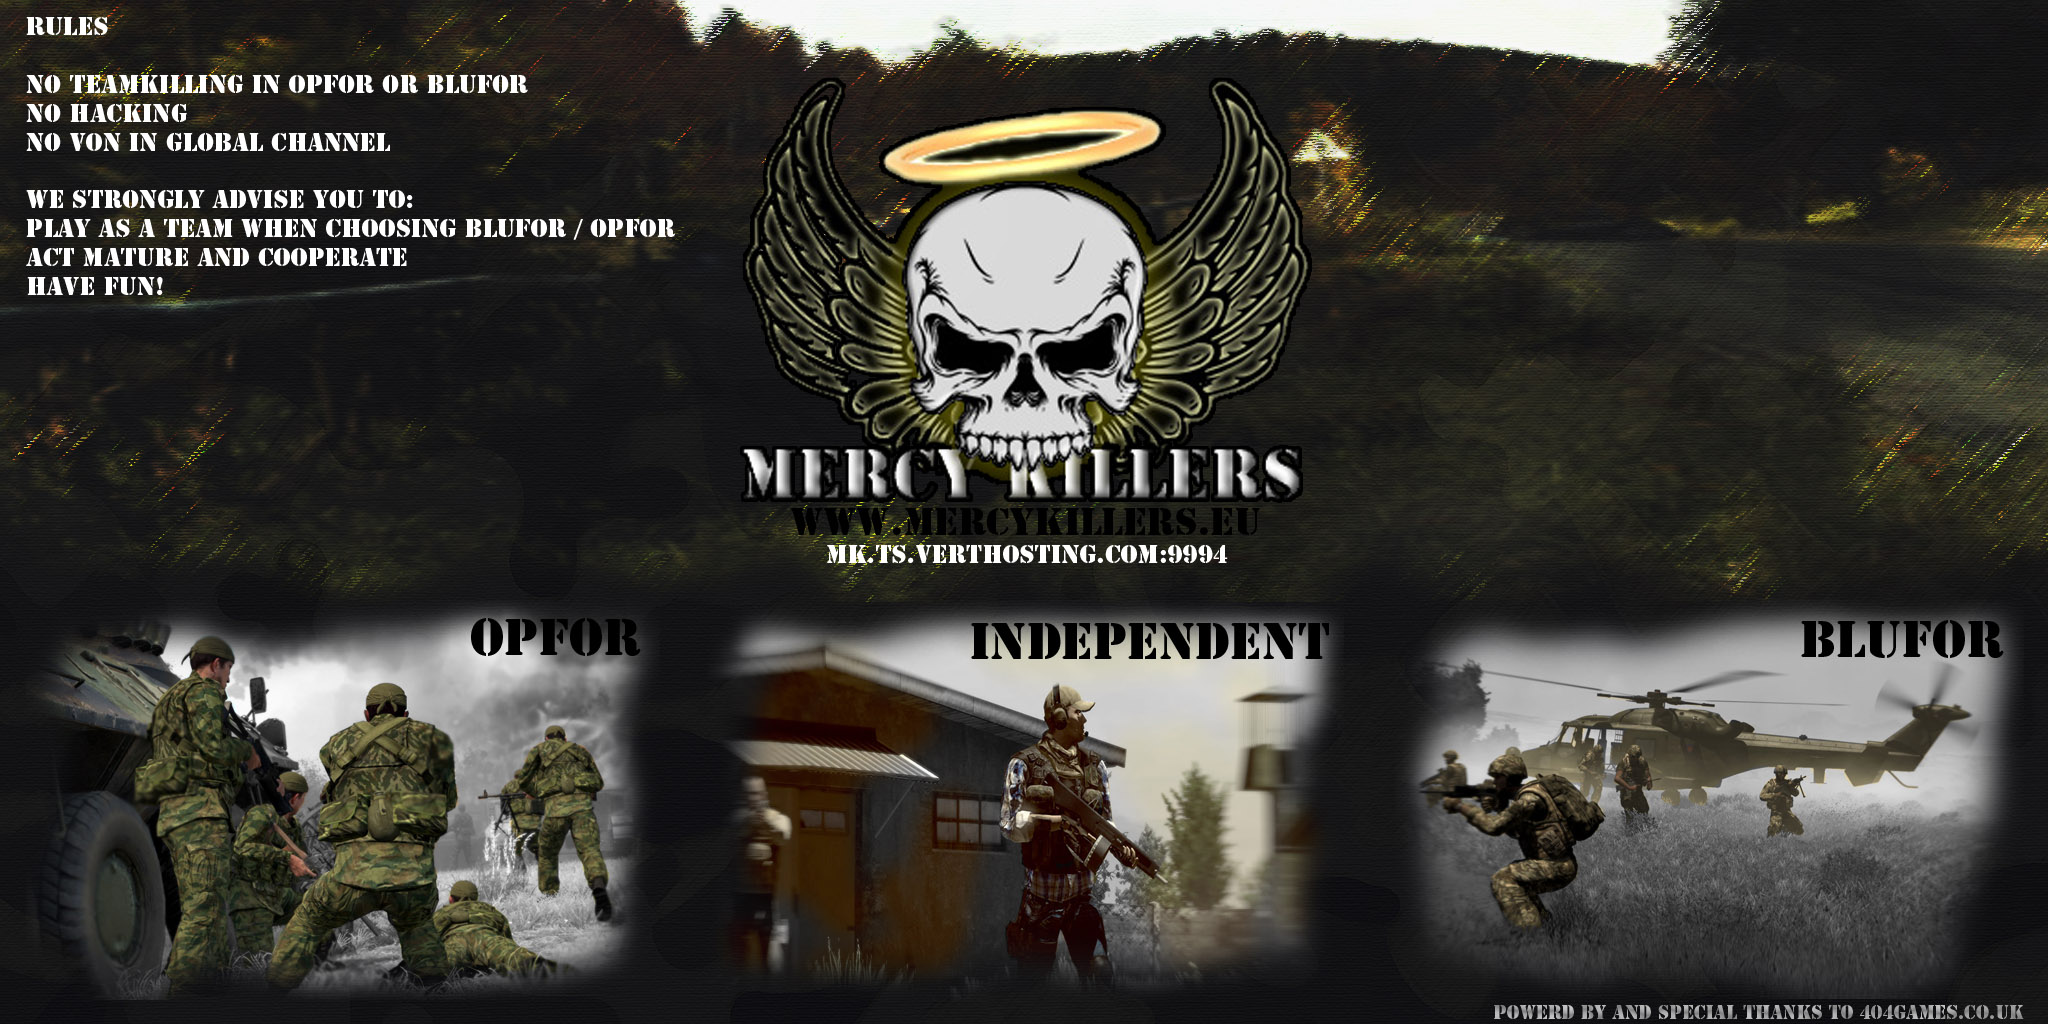 RULES
NO TEAMKILLING IN OPFOR OR BLUFOR
NO HACKING
NO VON IN GLOBAL CHANNEL
WE STRONGLY ADVISE YOU TO:
PLAY AS A TEAM WHEN CHOOSING BLUFOR / OPFOR
ACT MATURE AND COOPERATE
HAVE FUN!
MERCY KILLERS
WWW.MERCYKILLERS.EU
MK.TS.VERTHOSTING.COM:9994
OPFOR
INDEPENDENT
BLUFOR
POWERD BY AND SPECIAL THANKS TO 404GAMES.CO.UK